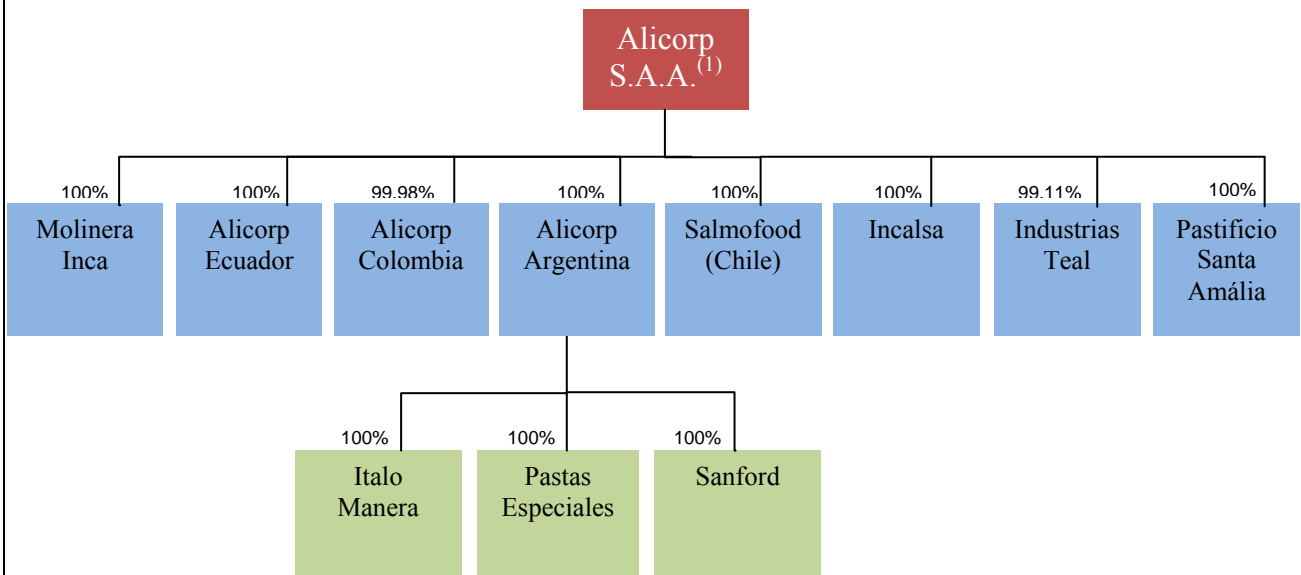 Alicorp
S.A.A.(1)
100%
100%
99.98%
100%
100%
100%
99.11%
100%
Molinera
Inca
Alicorp
Ecuador
Alicorp
Colombia
Alicorp
Argentina
Salmofood
(Chile)
Incalsa
Industrias
Teal
Pastificio
Santa
Amália
100%
100%
100%
Italo
Manera
Pastas
Especiales
Sanford